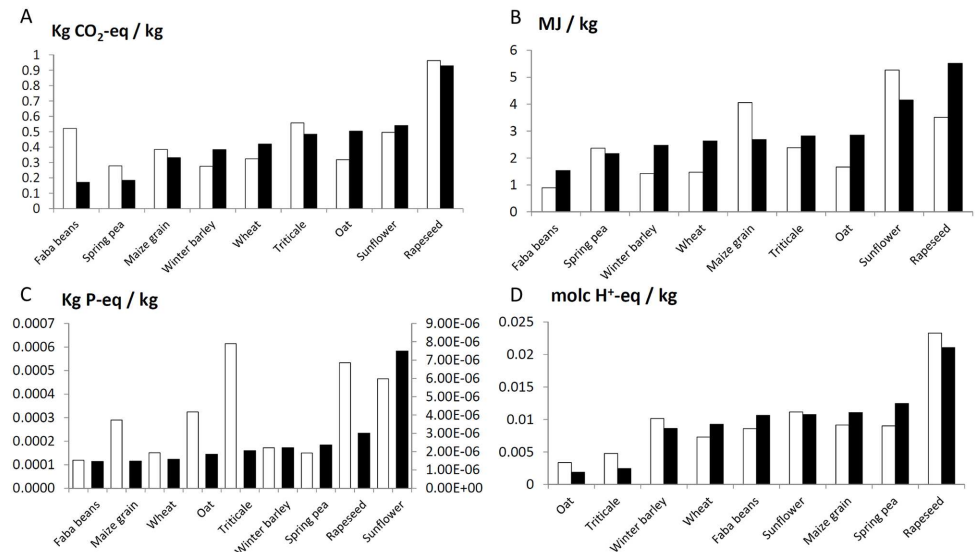 A
Kg CO₂-eq / kg
1
0.9
0.8
0.7
0.6
0.5
0.4
0.3
0.2
0.1
0
Faba beans
Spring pea
Maize grain
Winter barley
Wheat
Triticale
Oat
Sunflower
Rapeseed
B
MJ / kg
6
5
4
3
2
1
0
Faba beans
Spring pea
Winter barley
Wheat
Maize grain
Triticale
Oat
Sunflower
Rapeseed
C
Kg P-eq / kg
0.0007
0.0006
0.0005
0.0004
0.0003
0.0002
0.0001
0.0000
9.00E-06
8.00E-06
7.00E-06
6.00E-06
5.00E-06
4.00E-06
3.00E-06
2.00E-06
1.00E-06
0.00E+00
Faba beans
Maize grain
Wheat
Oat
Triticale
Winter barley
Spring pea
Rapeseed
Sunflower
D
molc H⁺-eq / kg
0.025
0.02
0.015
0.01
0.005
0
Oat
Triticale
Winter barley
Wheat
Faba beans
Sunflower
Maize grain
Spring pea
Rapeseed